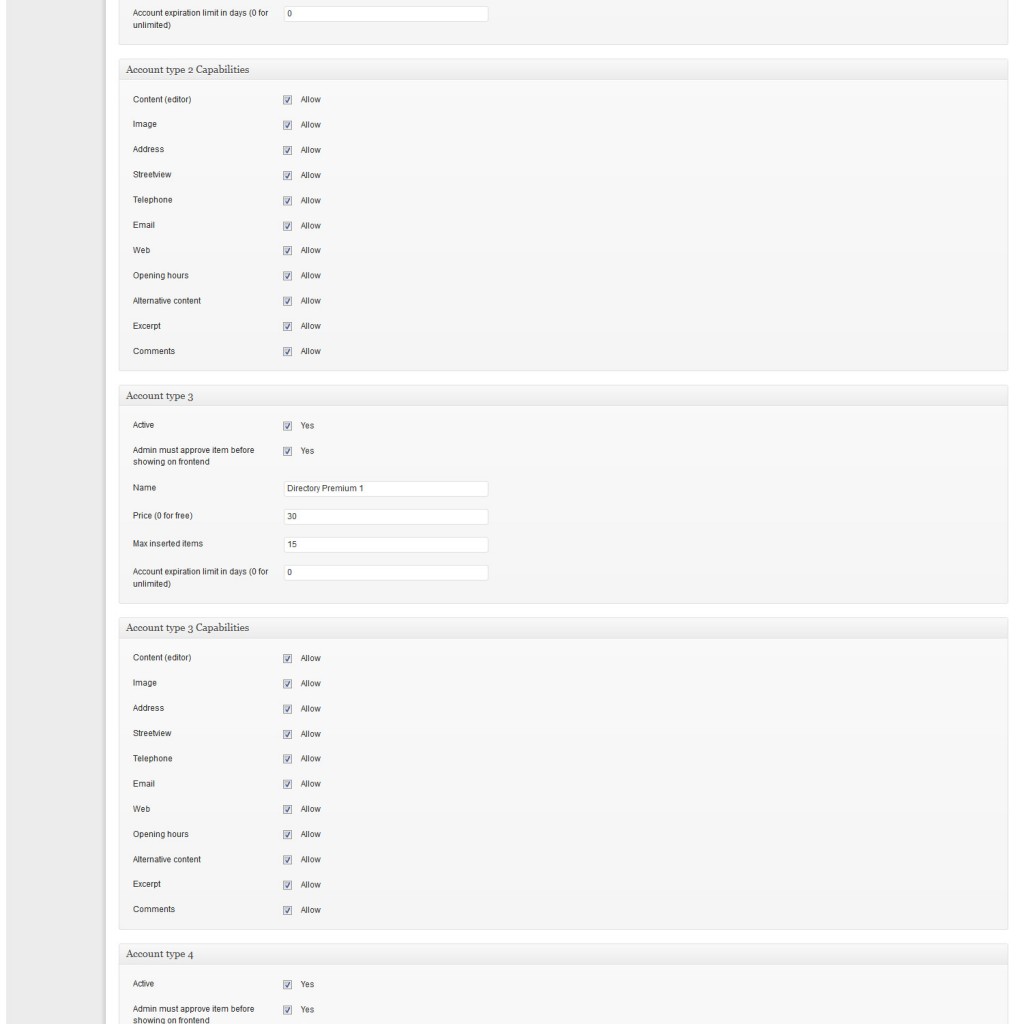 Account expiration limit in days (0 for 0
unlimited)
Account type 2 Capabilities
Content (editor) Allow
Image Allow
Address Allow
Streetview Allow
Telephone Allow
Email Allow
Web Allow
Opening hours Allow
Alternative content Allow
Excerpt Allow
Comments Allow
Account type 3
Active Yes
Admin must approve item before Yes
showing on frontend
Name Directory Premium 1
Price (0 for free) 30
Max inserted items 15
Account expiration limit in days (0 for 0
unlimited)
Account type 3 Capabilities
Content (editor) Allow
Image Allow
Address Allow
Streetview Allow
Telephone Allow
Email Allow
Web Allow
Opening hours Allow
Alternative content Allow
Excerpt Allow
Comments Allow
Account type 4
Active Yes
Admin must approve item before Yes
showing on frontend